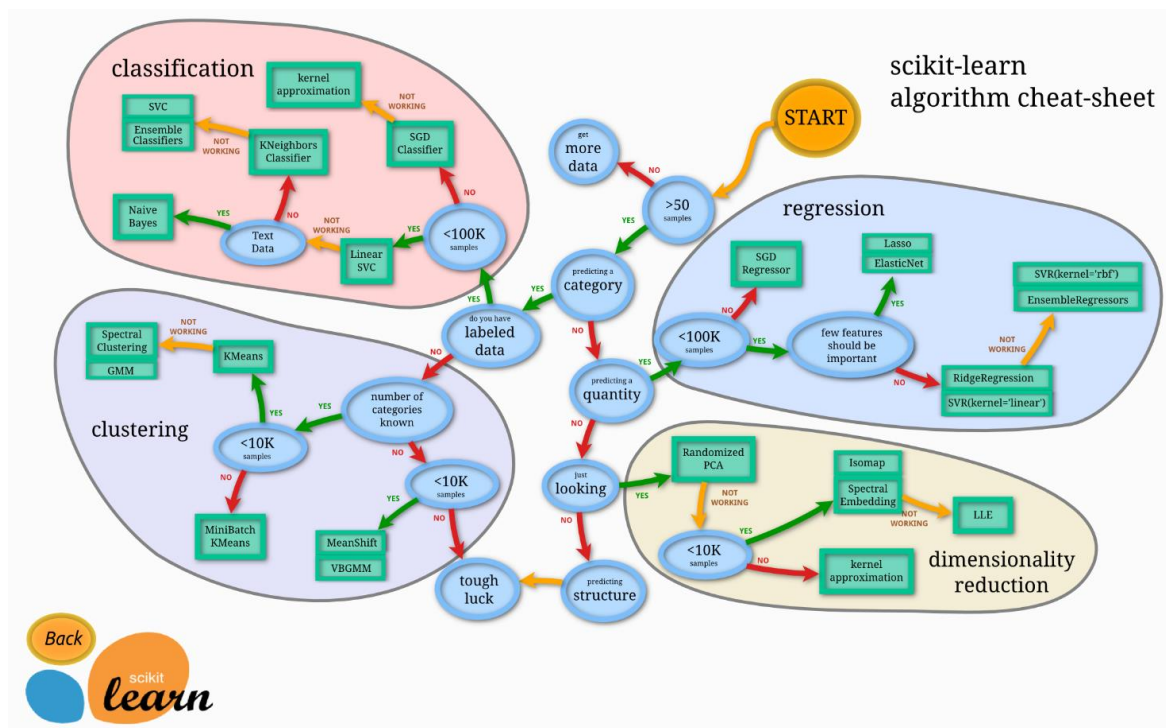 scikit-learn
algorithm cheat-sheet
START
get
more
data
NO
>50
samples
YES
predicting a
category
YES
NO
do you have
labeled
data
YES
NO
predicting a
quantity
YES
NO
just
looking
YES
NO
predicting
structure
tough
luck
classification
kernel
approximation
NOT
WORKING
SGD
Classifier
NO
<100K
samples
YES
Linear
SVC
NOT
WORKING
Text
Data
YES
Naive
Bayes
NO
KNeighbors
Classifier
NOT
WORKING
SVC
Ensemble
Classifiers
clustering
number of
categories
known
YES
NO
<10K
samples
YES
KMeans
NOT
WORKING
Spectral
Clustering
GMM
NO
MiniBatch
KMeans
<10K
samples
YES
MeanShift
VBGMM
NO
regression
<100K
samples
NO
SGD
Regressor
YES
few features
should be
important
YES
Lasso
ElasticNet
NO
RidgeRegression
SVR(kernel='linear')
NOT
WORKING
SVR(kernel='rbf')
EnsembleRegressors
dimensionality
reduction
Randomized
PCA
NOT
WORKING
<10K
samples
YES
Isomap
Spectral
Embedding
NOT
WORKING
LLE
NO
kernel
approximation
Back
scikit
learn